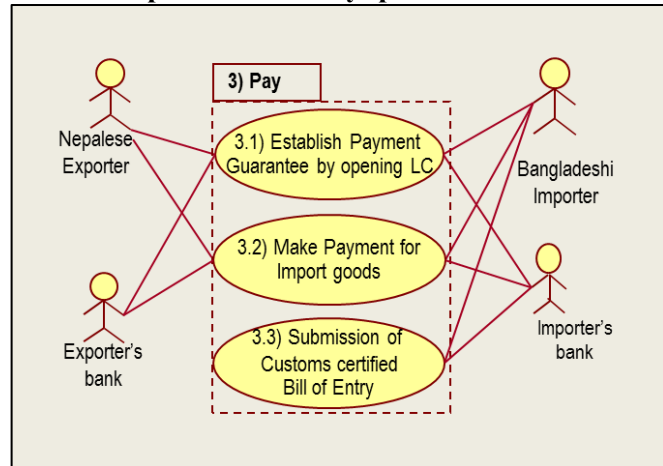 3) Pay
Nepalese
Exporter
3.1) Establish Payment
Guarantee by opening LC
Bangladeshi
Importer
3.2) Make Payment for
Import goods
Exporter's
bank
3.3) Submission of
Customs certified
Bill of Entry
Importer's
bank